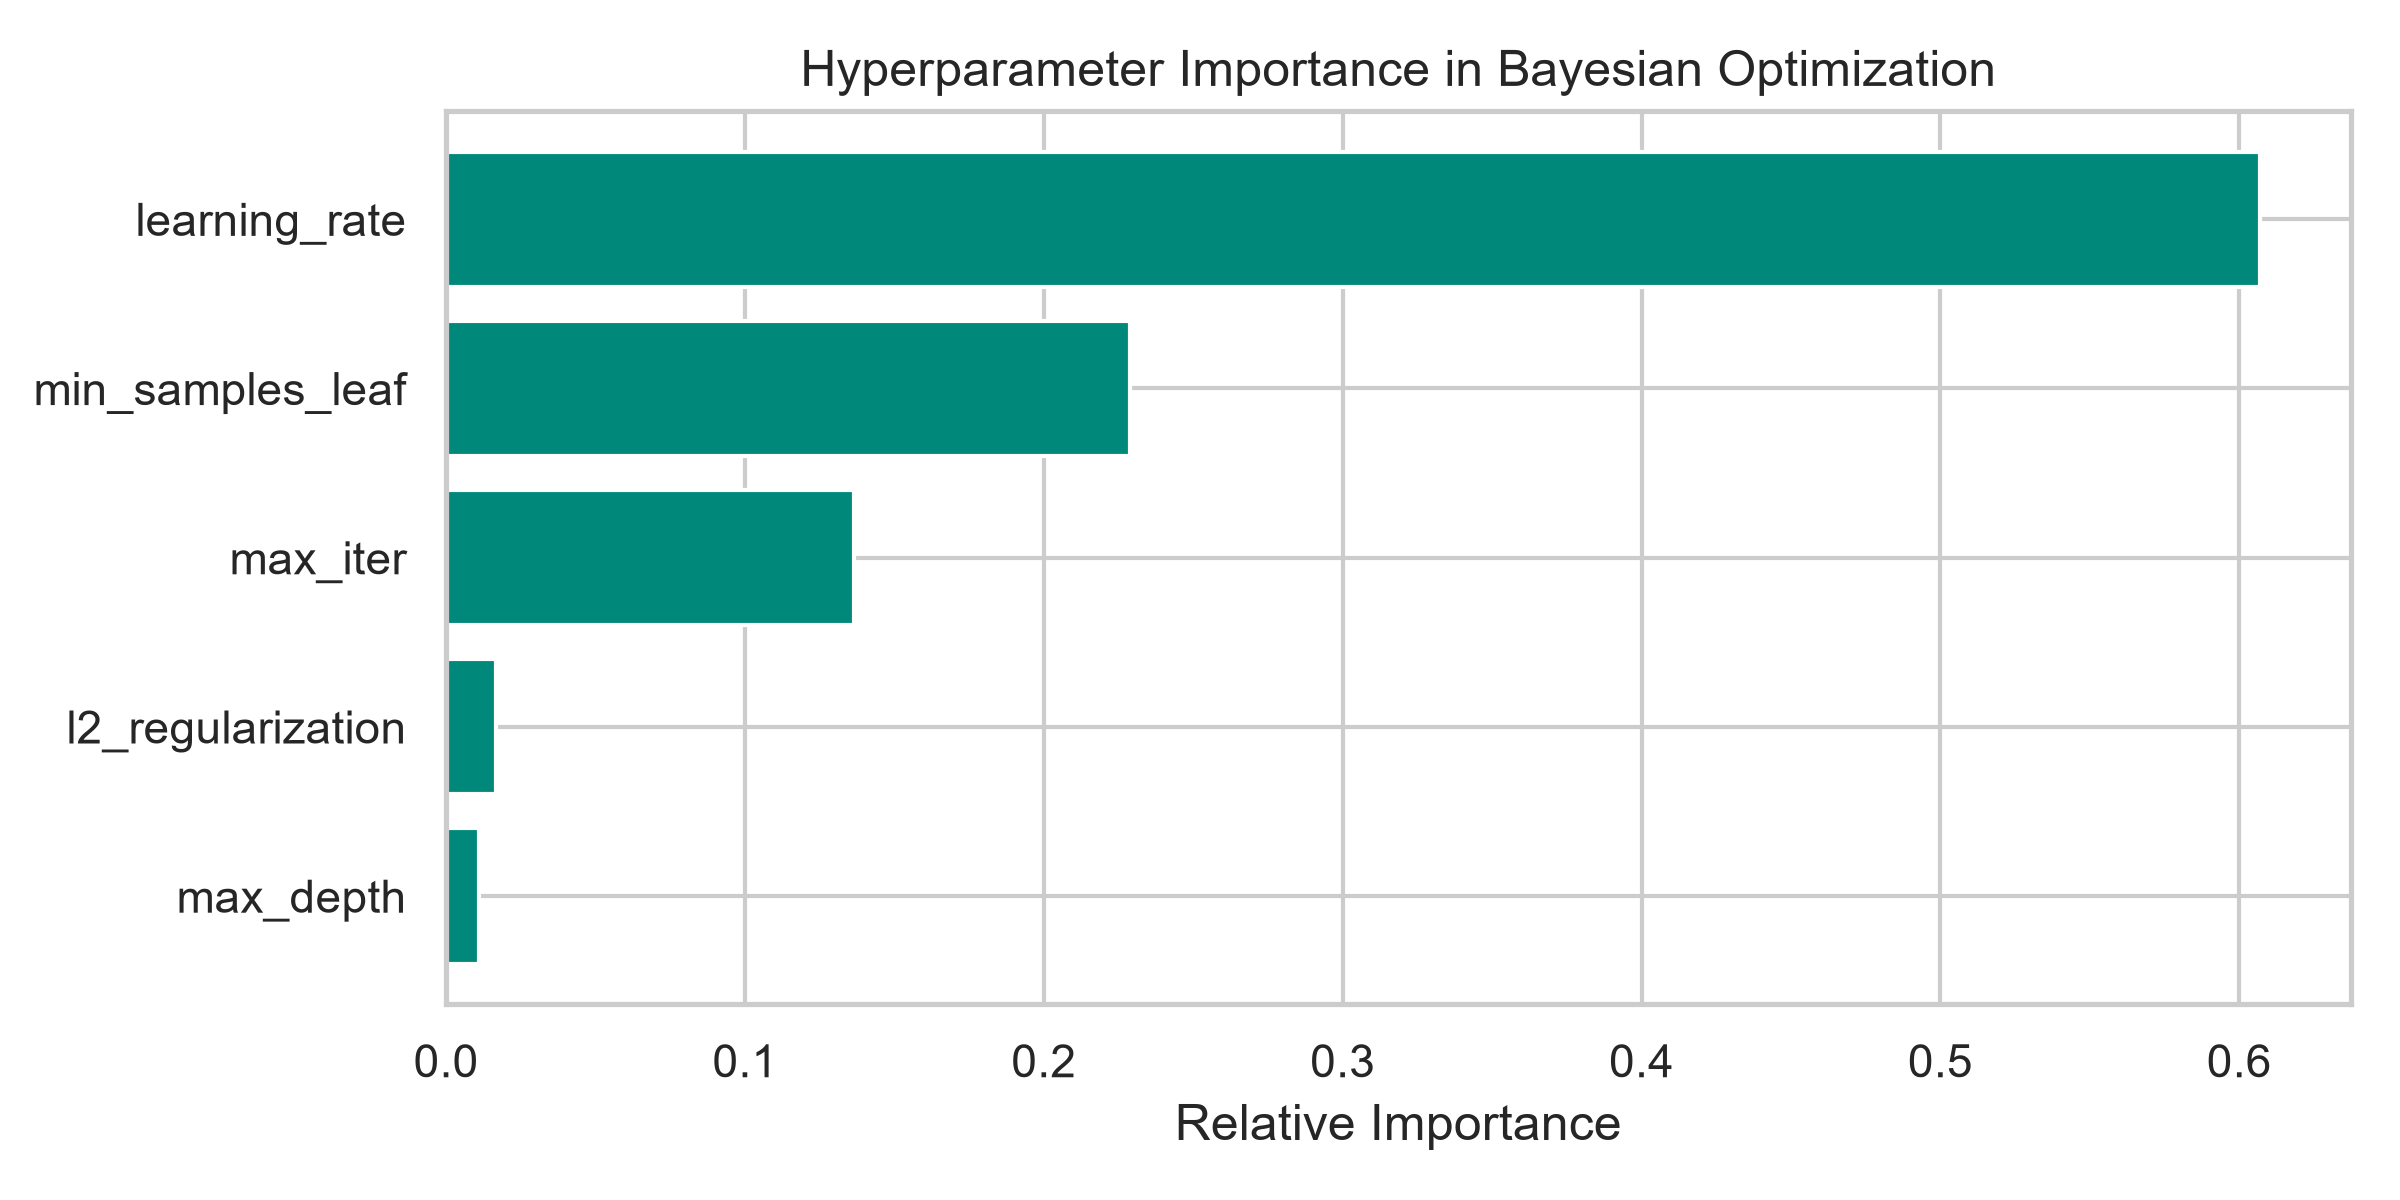 Hyperparameter Importance in Bayesian Optimization
learning_rate
min_samples_leaf
max_iter
l2_regularization
max_depth
0.0 0.1 0.2 0.3 0.4 0.5 0.6
Relative Importance